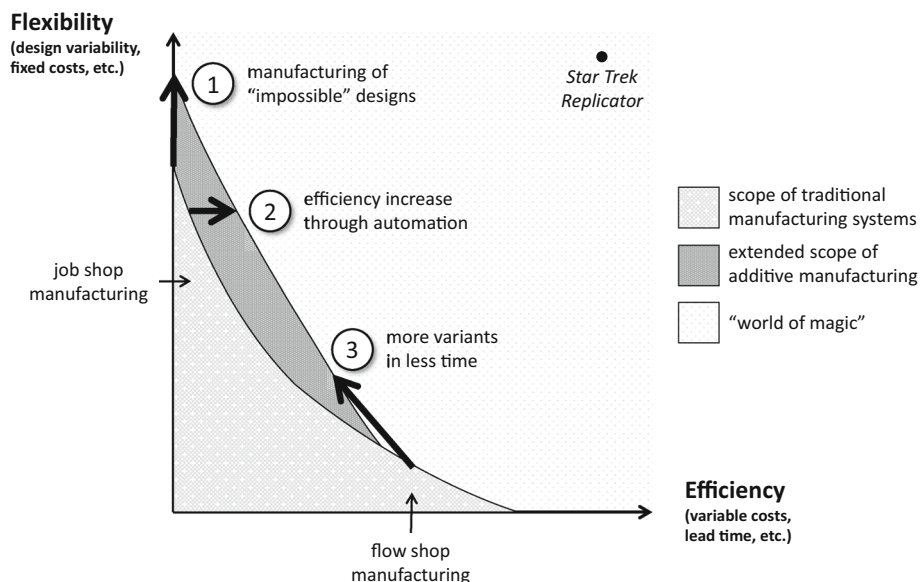 Flexibility
(design variability,
fixed costs, etc.)
1
manufacturing of
“impossible” designs
Star Trek
Replicator
2
efficiency increase
through automation
scope of traditional
manufacturing systems
extended scope of
additive manufacturing
“world of magic”
job shop
manufacturing
3
more variants
in less time
Efficiency
(variable costs,
lead time, etc.)
flow shop
manufacturing